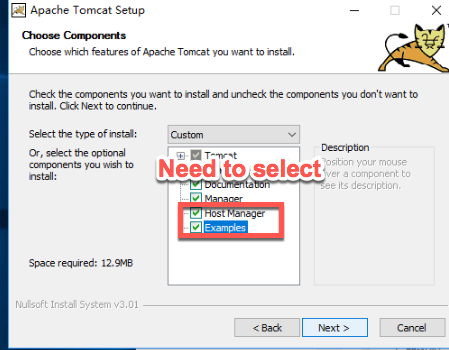 Apache Tomcat Setup
Choose Components
Choose which features of Apache Tomcat you want to install.
Check the components you want to install and uncheck the components you don't want to
install. Click Next to continue.
Select the type of install:
Custom
Or, select the optional
components you wish to
install:
Tomcat
Need to select
Documentation
Manager
Host Manager
Examples
Description
Position your mouse
over a component to
see its description.
Space required: 12.9MB
Nullsoft Install System v3.01
< Back
Next >
Cancel